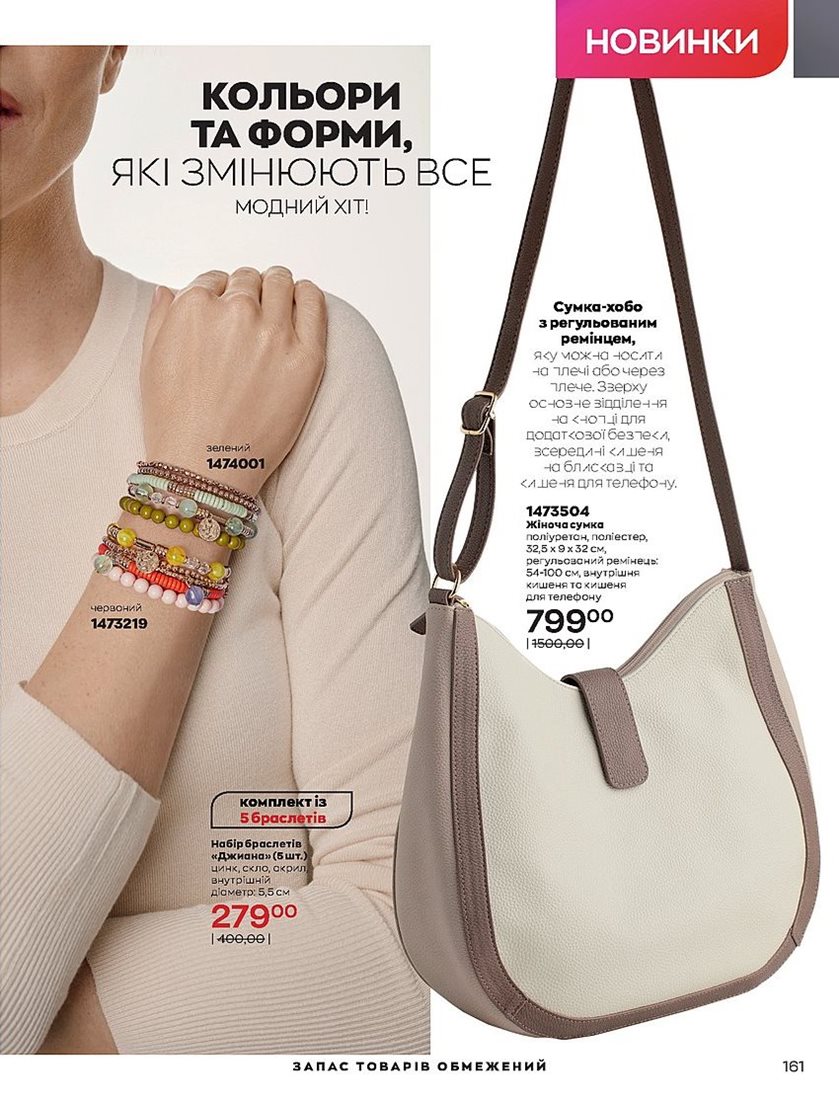 НОВИНКИ
КОЛЬОРИ
ТА ФОРМИ,
ЯКІ ЗМІНЮЮТЬ ВСЕ
МОДНИЙ ХІТ!
Сумка-хобо
з регульованим
ремінцем,
яку можна носити
на плечі або через
плече. Зверху
основне відділення
на кнопці для
додаткової безпеки,
всередині кишеня
на блискавці та
кишеня для телефону.
1473504
Жіноча сумка
поліуретан, поліестер,
32,5 х 9 х 32 см,
регульований ремінець:
54-100 см, внутрішня
кишеня та кишеня
для телефону
799⁰⁰
| 1500,00 |
зелений
1474001
червоний
1473219
комплект із
5 браслетів
Набір браслетів
«Джиана» (5 шт.)
цинк, скло, акрил,
внутрішній
діаметр: 5,5 см
279⁰⁰
| 400,00 |
ЗАПАС ТОВАРІВ ОБМЕЖЕНИЙ
161